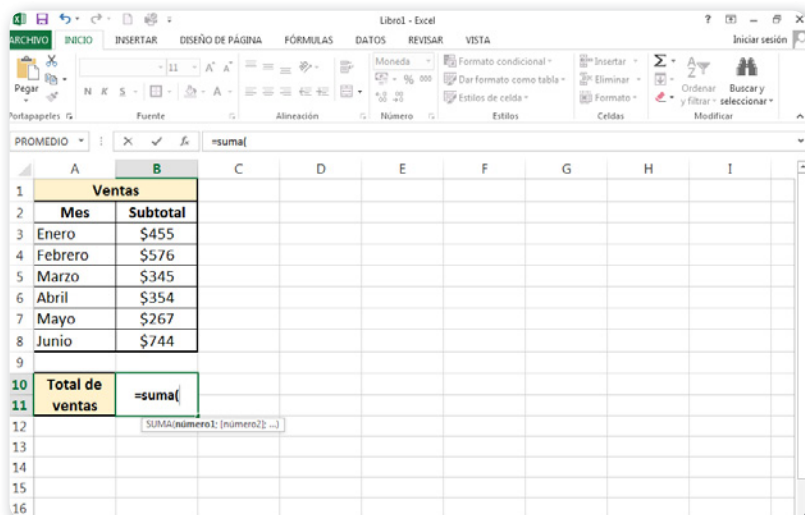 Libro1 - Excel
?
ARCHIVO INICIO INSERTAR DISEÑO DE PÁGINA FÓRMULAS DATOS REVISAR VISTA Iniciar sesión
Pegar
11 A A
N K S A
Moneda
% 000
Formato condicional
Dar formato como tabla
Estilos de celda
Insertar
Eliminar
Formato
Σ
Ordenar y filtrar
Buscar y seleccionar
Portapapeles Fuente Alineación Número Estilos Celdas Modificar
PROMEDIO fx =suma(
A B C D E F G H I
1 Ventas
2 Mes Subtotal
3 Enero $455
4 Febrero $576
5 Marzo $345
6 Abril $354
7 Mayo $267
8 Junio $744
9
10 Total de
11 ventas =suma(
12 SUMA(número1; [número2]; ...)
13
14
15
16